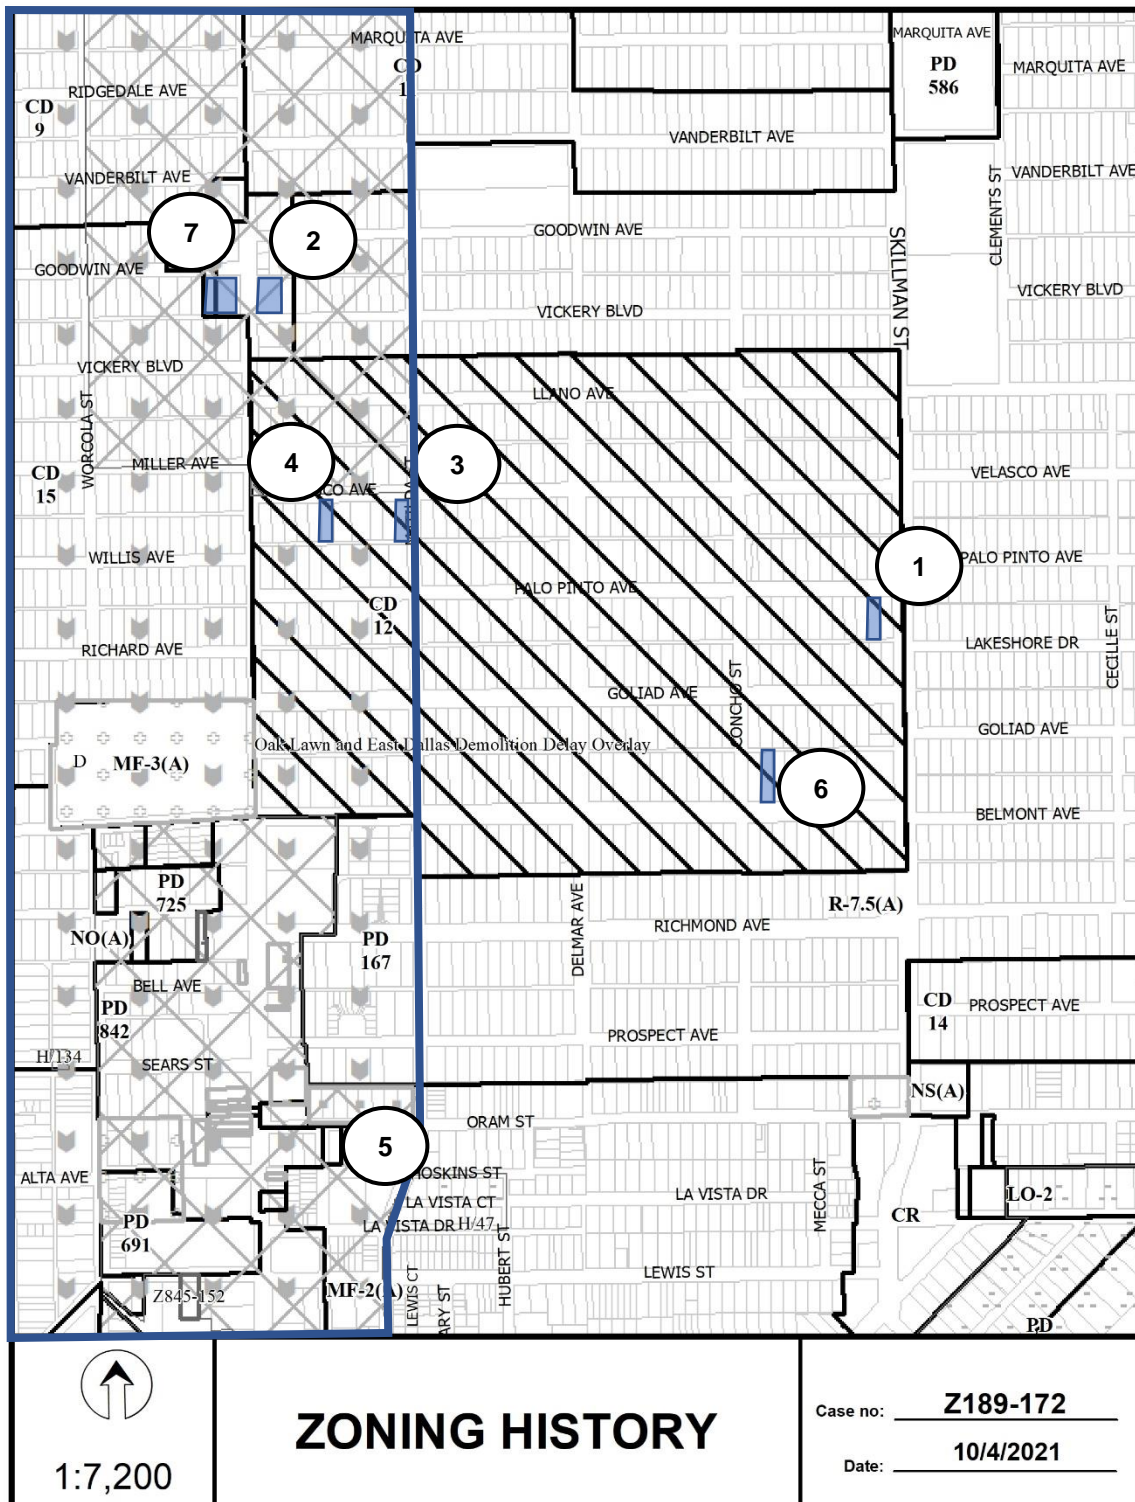 MARQUITA AVE
MARQUITA AVE
PD
586
MARQUITA AVE
CD
1
RIDGEDALE AVE
CD
9
VANDERBILT AVE
VANDERBILT AVE
VANDERBILT AVE
CLEMENTS ST
7
2
GOODWIN AVE
GOODWIN AVE
SKILLMAN ST
VICKERY BLVD
VICKERY BLVD
VICKERY BLVD
LLANO AVE
WORCOLA ST
4
3
MILLER AVE
CD
15
VELASCO AVE
CO AVE
1
WILLIS AVE
PALO PINTO AVE
PALO PINTO AVE
CD
12
RICHARD AVE
LAKESHORE DR
CECILLE ST
GOLIAD AVE
CONCHO ST
GOLIAD AVE
Oak Lawn and East Dallas Demolition Delay Overlay
D
MF-3(A)
6
BELMONT AVE
PD
725
DELMAR AVE
R-7.5(A)
RICHMOND AVE
NO(A)
PD
167
BELL AVE
PD
842
CD
14
PROSPECT AVE
PROSPECT AVE
H/134
SEARS ST
NS(A)
ORAM ST
5
ALTA AVE
HOSKINS ST
LA VISTA CT
LA VISTA DR
H/47
LA VISTA DR
MECCA ST
LO-2
CR
PD
691
HUBERT ST
LEWIS ST
Z845-152
MF-2(A)
LEWIS CT
ARY ST
PD
1:7,200
ZONING HISTORY
Case no: Z189-172
Date: 10/4/2021